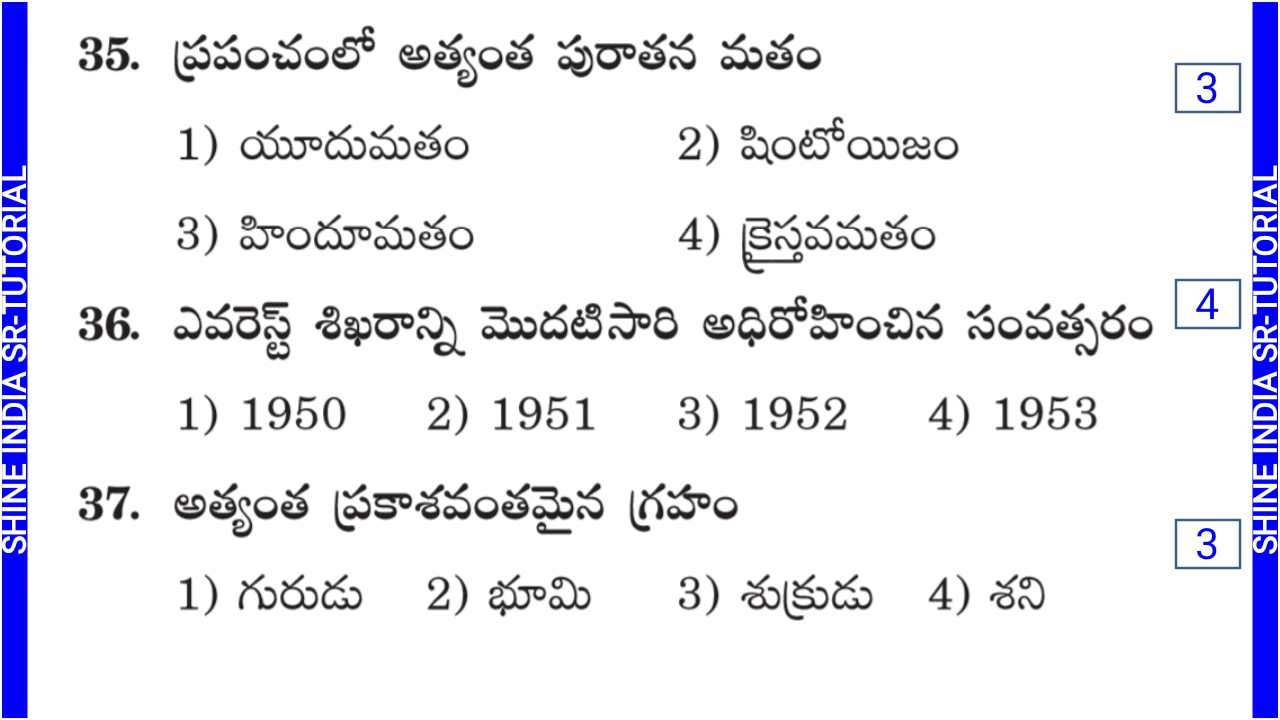 SHINE INDIA SR-TUTORIAL
35. ప్రపంచంలో అత్యంత పురాతన మతం
3
1) యూదుమతం 2) షింటోయిజం
3) హిందూమతం 4) క్రైస్తవమతం
36. ఎవరెస్ట్ శిఖరాన్ని మొదటిసారి అధిరోహించిన సంవత్సరం
4
1) 1950 2) 1951 3) 1952 4) 1953
37. అత్యంత ప్రకాశవంతమైన గ్రహం
3
1) గురుడు 2) భూమి 3) శుక్రుడు 4) శని
SHINE INDIA SR-TUTORIAL